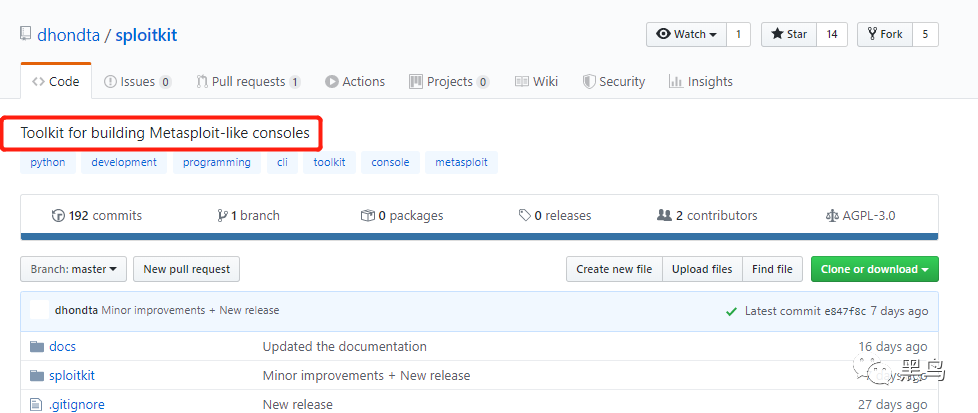 dhondta / sploitkit
Watch 1 Star 14 Fork 5
Code Issues 0 Pull requests 1 Actions Projects 0 Wiki Security Insights
Toolkit for building Metasploit-like consoles
python development programming cli toolkit console metasploit
192 commits 1 branch 0 packages 0 releases 2 contributors AGPL-3.0
Branch: master New pull request Create new file Upload files Find file Clone or download
dhondta Minor improvements + New release Latest commit e847f8c 7 days ago
docs Updated the documentation 16 days ago
sploitkit Minor improvements + New release days ago
黑鸟
.gitignore New release 27 days ago